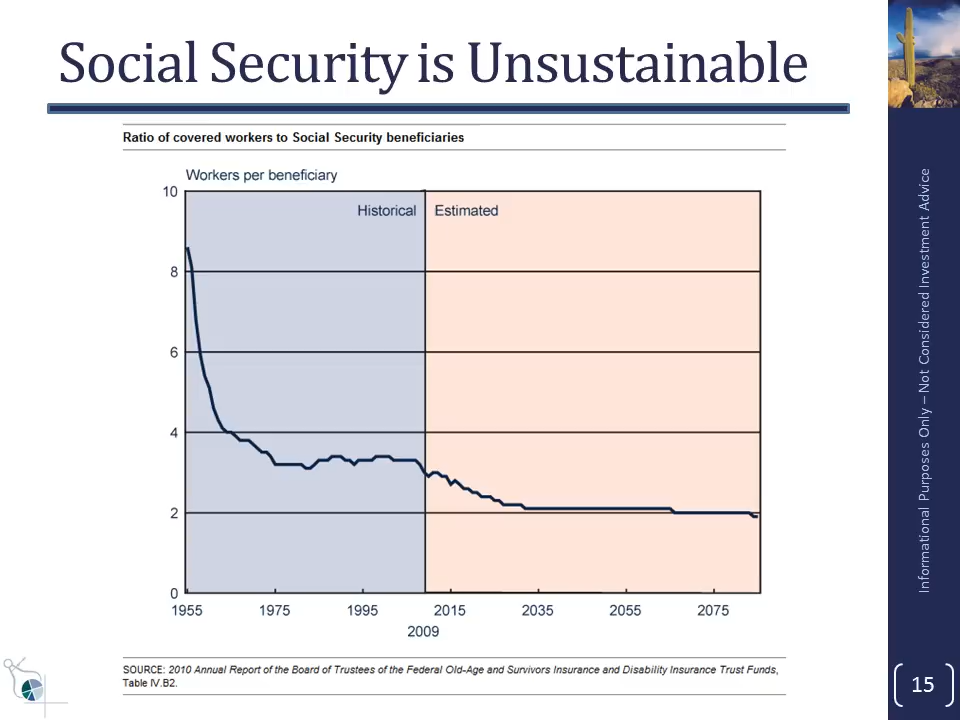 Social Security is Unsustainable
Ratio of covered workers to Social Security beneficiaries
Workers per beneficiary
10
Historical
Estimated
8
6
4
2
0
1955
1975
1995
2015
2035
2055
2075
2009
SOURCE: 2010 Annual Report of the Board of Trustees of the Federal Old-Age and Survivors Insurance and Disability Insurance Trust Funds,
Table IV.B2.
Informational Purposes Only – Not Considered Investment Advice
15